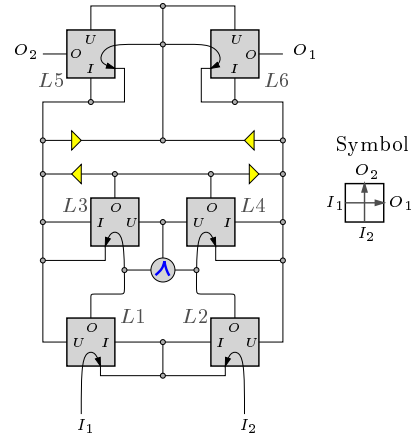 U U
O₂ O O O₁
I I
L5 L6
Symbol
O₂
I₁ O₁
I₂
L3 O O L4
I U U I
L1 L2
O O
U I I U
I₁ I₂